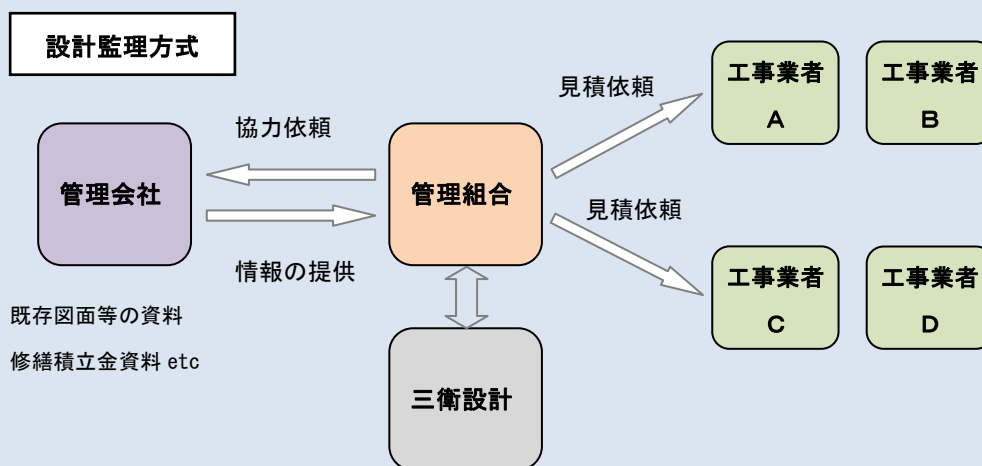 設計監理方式
協力依頼
管理会社
管理組合
情報の提供
既存図面等の資料
修繕積立金資料 etc
三衛設計
見積依頼
見積依頼
工事業者
A
工事業者
B
工事業者
C
工事業者
D